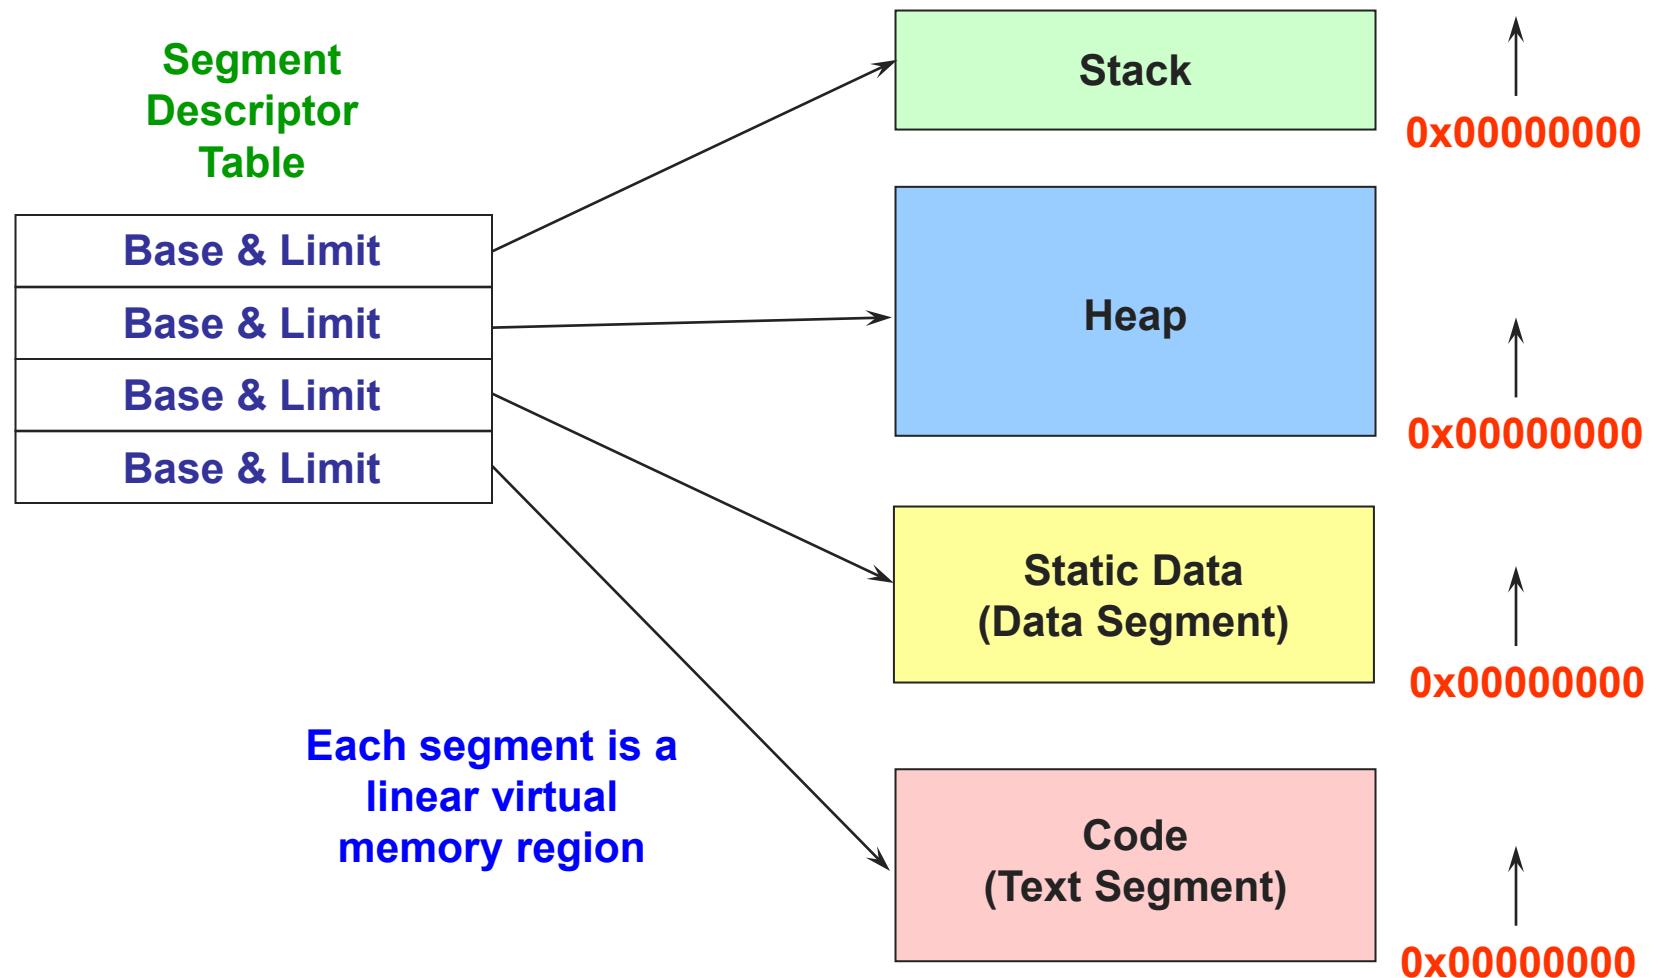 Segment
Descriptor
Table
Base & Limit
Base & Limit
Base & Limit
Base & Limit
Each segment is a
linear virtual
memory region
Stack
0x00000000
Heap
0x00000000
Static Data
(Data Segment)
0x00000000
Code
(Text Segment)
0x00000000